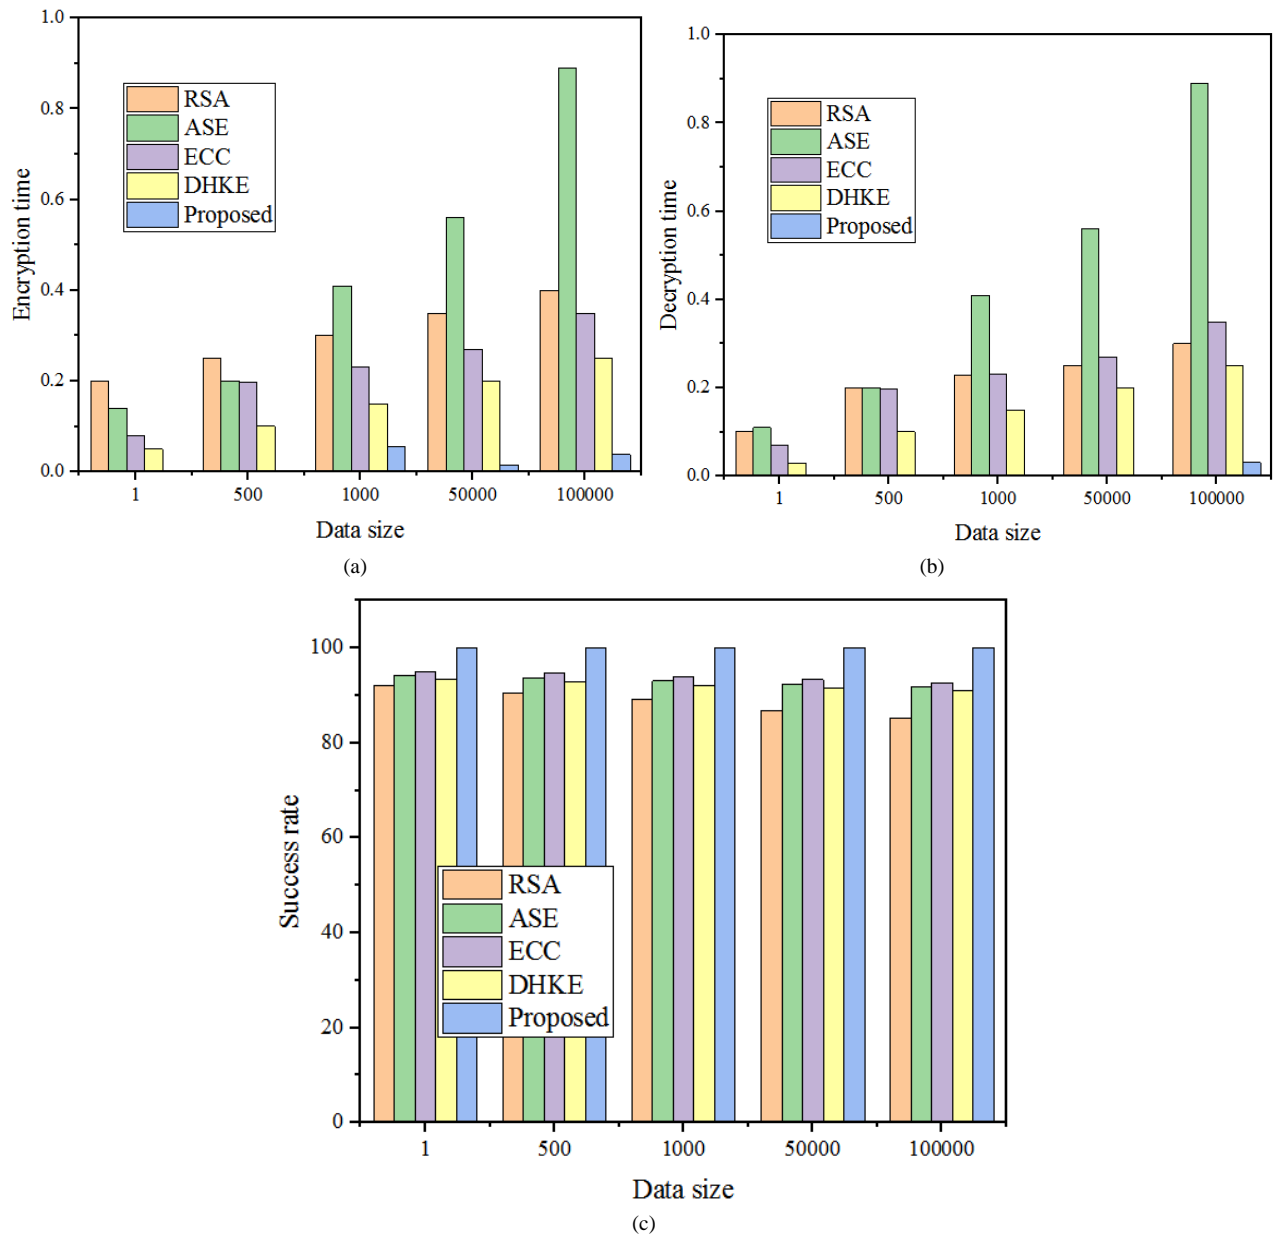 1.0
0.8
0.6
0.4
0.2
0.0
Encryption time
RSA
ASE
ECC
DHKE
Proposed
1 500 1000 50000 100000
Data size
(a)
1.0
0.8
0.6
0.4
0.2
0.0
Decryption time
RSA
ASE
ECC
DHKE
Proposed
1 500 1000 50000 100000
Data size
(b)
100
80
60
40
20
0
Success rate
RSA
ASE
ECC
DHKE
Proposed
1 500 1000 50000 100000
Data size
(c)